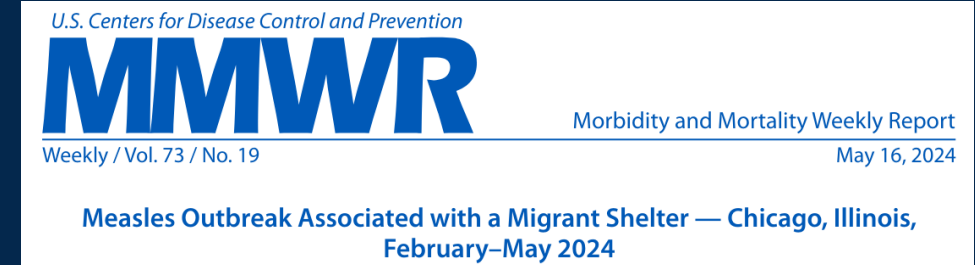 U.S. Centers for Disease Control and Prevention
MMWR
Morbidity and Mortality Weekly Report
Weekly / Vol. 73 / No. 19
May 16, 2024
Measles Outbreak Associated with a Migrant Shelter — Chicago, Illinois,
February–May 2024